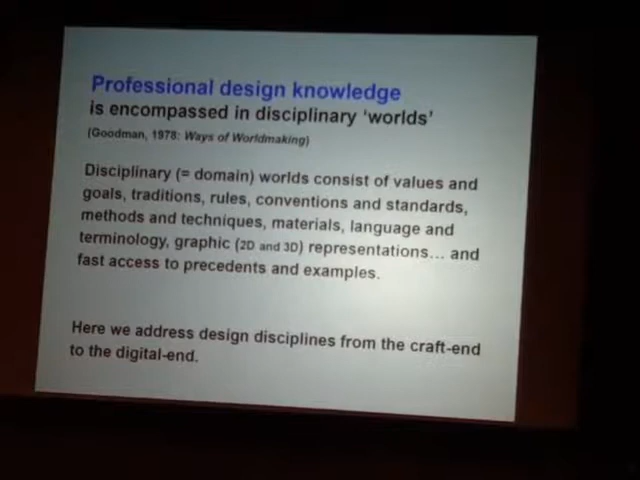 Professional design knowledge
is encompassed in disciplinary 'worlds'
(Goodman, 1978: Ways of Worldmaking)
Disciplinary (= domain) worlds consist of values and
goals, traditions, rules, conventions and standards,
methods and techniques, materials, language and
terminology, graphic (2D and 3D) representations... and
fast access to precedents and examples.
Here we address design disciplines from the craft-end
to the digital-end.